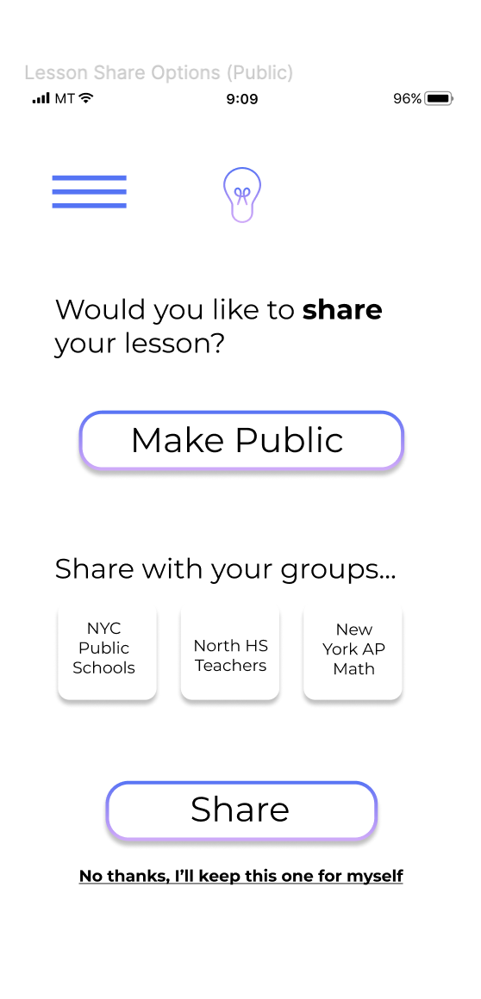 Lesson Share Options (Public)
MT 9:09 96%
Would you like to share
your lesson?
Make Public
Share with your groups...
NYC
Public
Schools
North HS
Teachers
New
York AP
Math
Share
No thanks, I’ll keep this one for myself